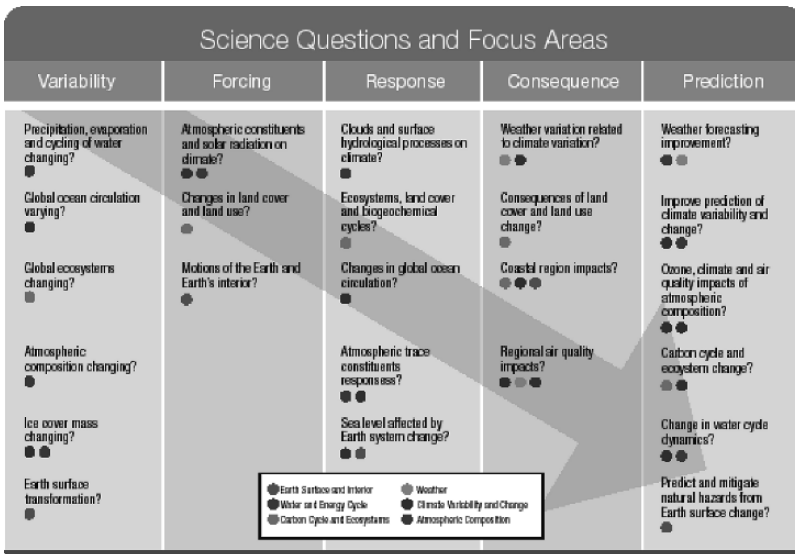 Science Questions and Focus Areas
Variability
Forcing
Response
Consequence
Prediction
Precipitation, evaporation
and cycling of water
changing?
Global ocean circulation
varying?
Global ecosystems
changing?
Atmospheric
composition changing?
Ice cover mass
changing?
Earth surface
transformation?
Atmospheric constituents
and solar radiation on
climate?
Changes in land cover
and land use?
Motions of the Earth and
Earth's interior?
Clouds and surface
hydrological processes on
climate?
Ecosystems, land cover
and biogeochemical
cycles?
Changes in global ocean
circulation?
Atmospheric trace
constituents
responsess?
Sea level affected by
Earth system change?
Weather variation related
to climate variation?
Consequences of land
cover and land use
change?
Coastal region impacts?
Regional air quality
impacts?
Weather forecasting
improvement?
Improve prediction of
climate variability and
change?
Ozone, climate and air
quality impacts of
atmospheric
composition?
Carbon cycle and
ecosystem change?
Change in water cycle
dynamics?
Predict and mitigate
natural hazards from
Earth surface change?
Earth Surface and Interior
Water and Energy Cycle
Carbon Cycle and Ecosystems
Weather
Climate Variability and Change
Atmospheric Composition